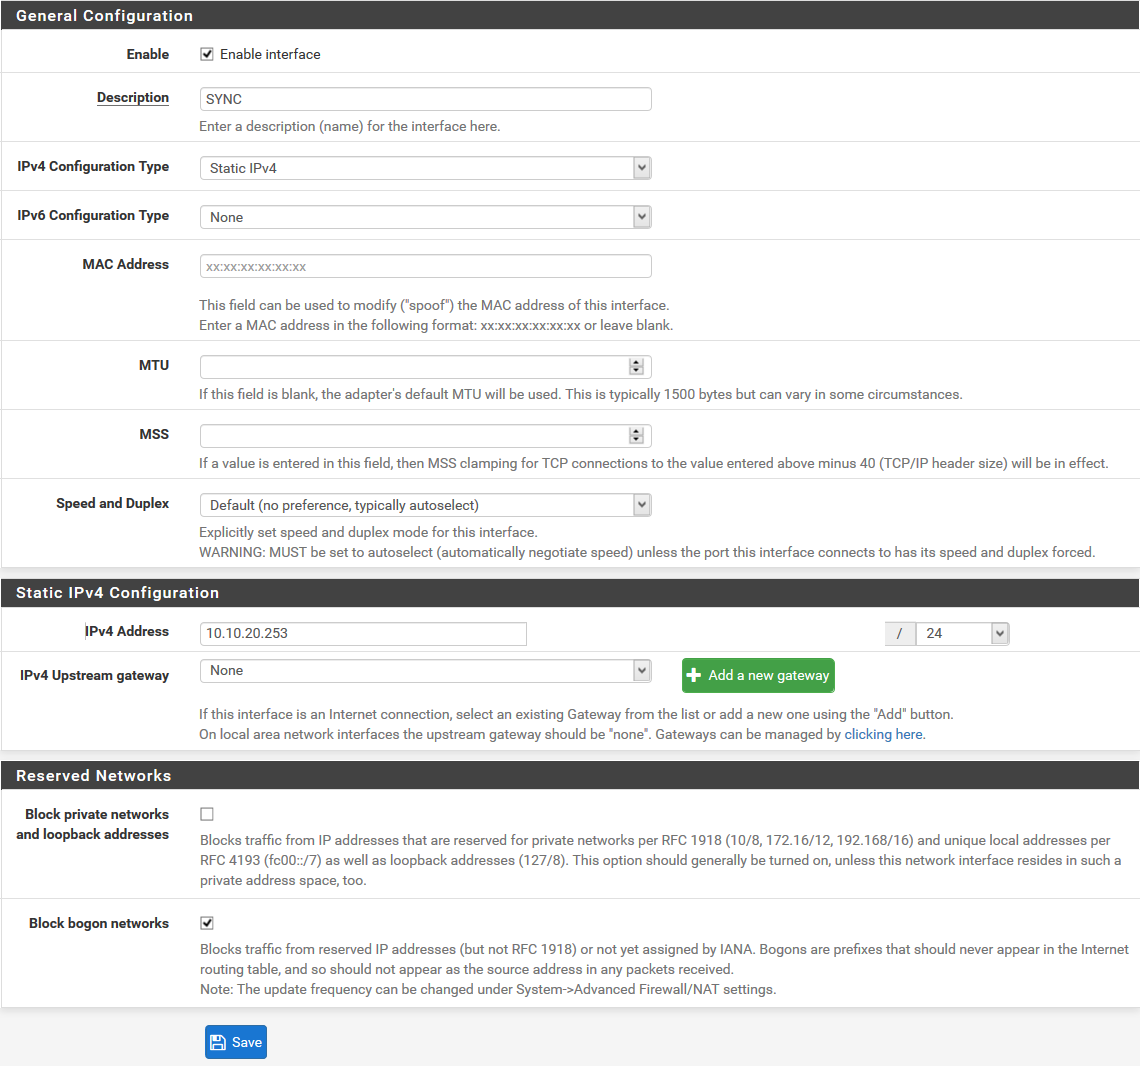 General Configuration
Enable
Enable interface
Description
SYNC
Enter a description (name) for the interface here.
IPv4 Configuration Type
Static IPv4
IPv6 Configuration Type
None
MAC Address
xx:xx:xx:xx:xx:xx
This field can be used to modify ("spoof") the MAC address of this interface.
Enter a MAC address in the following format: xx:xx:xx:xx:xx:xx or leave blank.
MTU
If this field is blank, the adapter's default MTU will be used. This is typically 1500 bytes but can vary in some circumstances.
MSS
If a value is entered in this field, then MSS clamping for TCP connections to the value entered above minus 40 (TCP/IP header size) will be in effect.
Speed and Duplex
Default (no preference, typically autoselect)
Explicitly set speed and duplex mode for this interface.
WARNING: MUST be set to autoselect (automatically negotiate speed) unless the port this interface connects to has its speed and duplex forced.
Static IPv4 Configuration
IPv4 Address
10.10.20.253
/
24
IPv4 Upstream gateway
None
Add a new gateway
If this interface is an Internet connection, select an existing Gateway from the list or add a new one using the "Add" button.
On local area network interfaces the upstream gateway should be "none". Gateways can be managed by clicking here.
Reserved Networks
Block private networks
and loopback addresses
Blocks traffic from IP addresses that are reserved for private networks per RFC 1918 (10/8, 172.16/12, 192.168/16) and unique local addresses per
RFC 4193 (fc00::/7) as well as loopback addresses (127/8). This option should generally be turned on, unless this network interface resides in such a
private address space, too.
Block bogon networks
Blocks traffic from reserved IP addresses (but not RFC 1918) or not yet assigned by IANA. Bogons are prefixes that should never appear in the Internet
routing table, and so should not appear as the source address in any packets received.
Note: The update frequency can be changed under System->Advanced Firewall/NAT settings.
Save